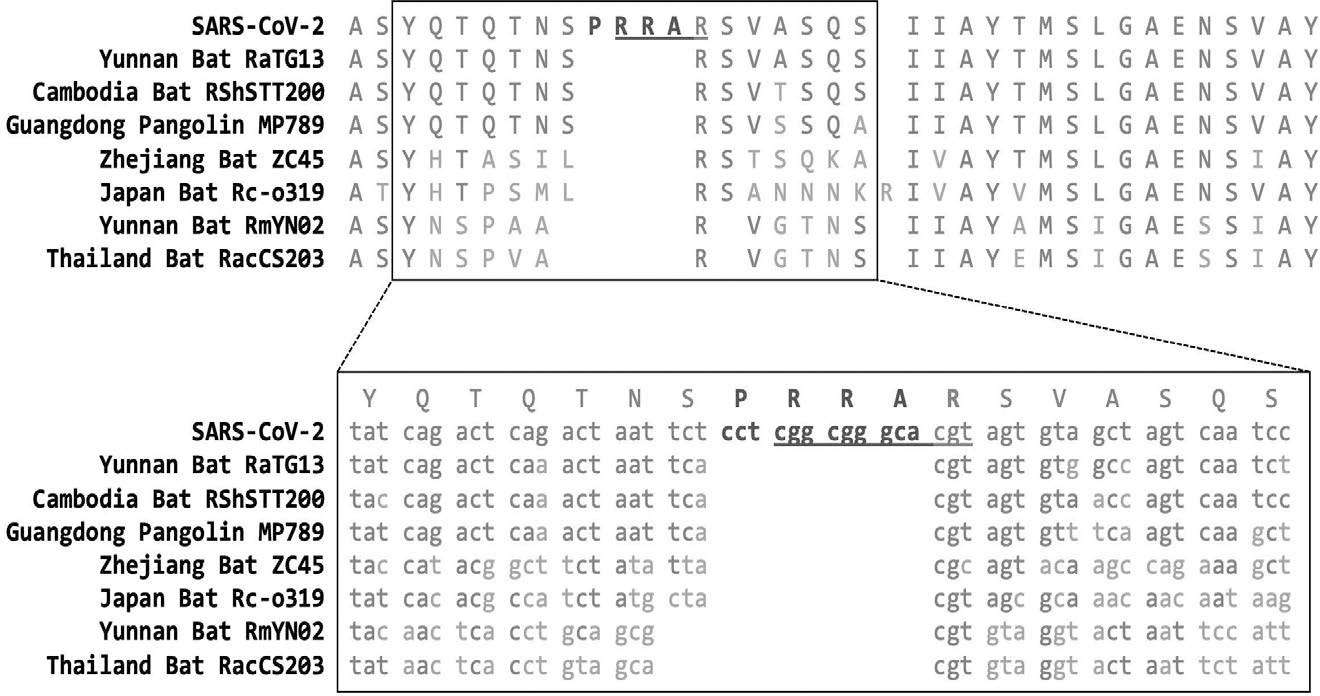 SARS-CoV-2 A S Y Q T Q T N S P R R A R S V A S Q S I I A Y T M S L G A E N S V A Y
Yunnan Bat RaTG13 A S Y Q T Q T N S R S V A S Q S I I A Y T M S L G A E N S V A Y
Cambodia Bat RShSTT200 A S Y Q T Q T N S R S V T S Q S I I A Y T M S L G A E N S V A Y
Guangdong Pangolin MP789 A S Y Q T Q T N S R S V S S Q A I I A Y T M S L G A E N S V A Y
Zhejiang Bat ZC45 A S Y H T A S I L R S T S Q K A I V A Y T M S L G A E N S I A Y
Japan Bat Rc-o319 A T Y H T P S M L R S A N N N K R I V A Y V M S L G A E N S V A Y
Yunnan Bat RmYN02 A S Y N S P A A R V G T N S I I A Y A M S I G A E S S I A Y
Thailand Bat RacCS203 A S Y N S P V A R V G T N S I I A Y E M S I G A E S S I A Y
Y Q T Q T N S P R R A R S V A S Q S
SARS-CoV-2 tat cag act cag act aat tct cct cgg cgg gca cgt agt gta gct agt caa tcc
Yunnan Bat RaTG13 tat cag act caa act aat tca cgt agt gtg gcc agt caa tct
Cambodia Bat RShSTT200 tac cag act caa act aat tca cgt agt gta acc agt caa tcc
Guangdong Pangolin MP789 tat cag act caa act aat tca cgt agt gtt tca agt caa gct
Zhejiang Bat ZC45 tac cat acg gct tct ata tta cgc agt aca agc cag aaa gct
Japan Bat Rc-o319 tat cac acg cca tct atg cta cgt agc gca aac aac aat aag
Yunnan Bat RmYN02 tac aac tca cct gca gcg cgt gta ggt act aat tcc att
Thailand Bat RacCS203 tat aac tca cct gta gca cgt gta ggt act aat tct att